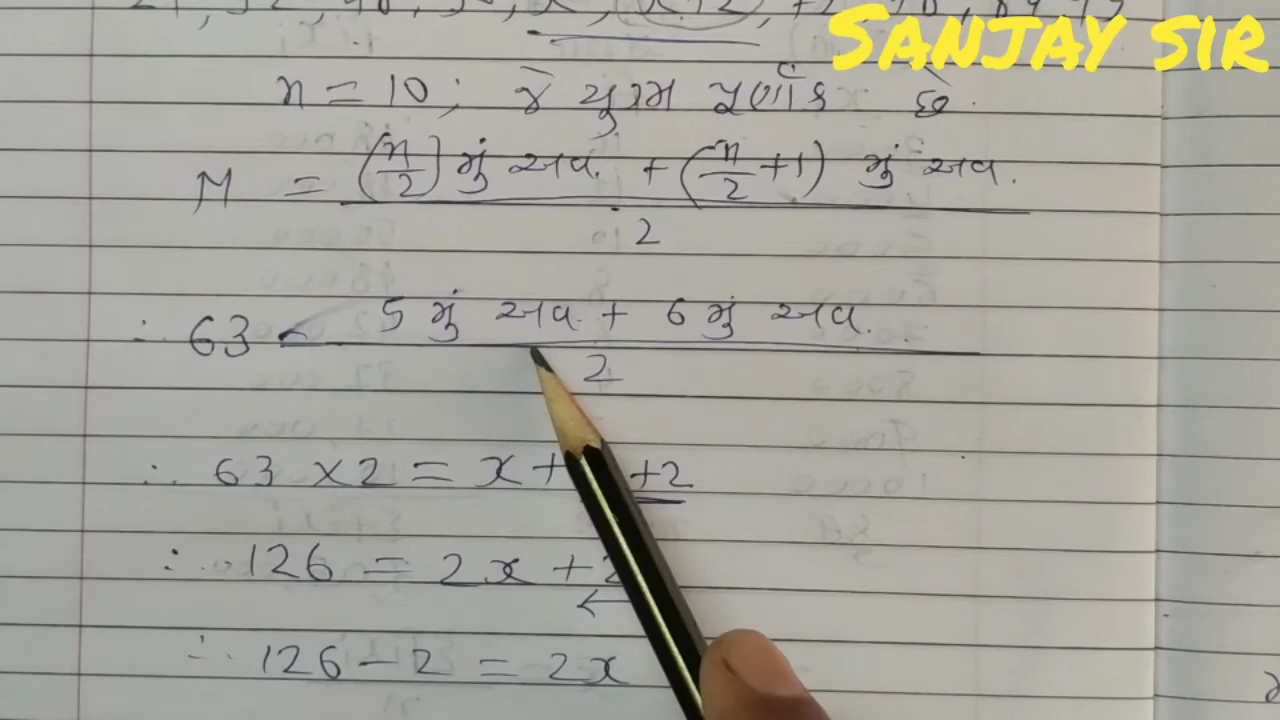 SANJAY SIR
n = 10 ; જે યુગ્મ પૂર્ણાંક છે.
M = (n/2) મું અવ. + (n/2 + 1) મું અવ. / 2
∴ 63 = 5 મું અવ. + 6 મું અવ. / 2
∴ 63 × 2 = x + +2
∴ 126 = 2x + 2
∴ 126 − 2 = 2x